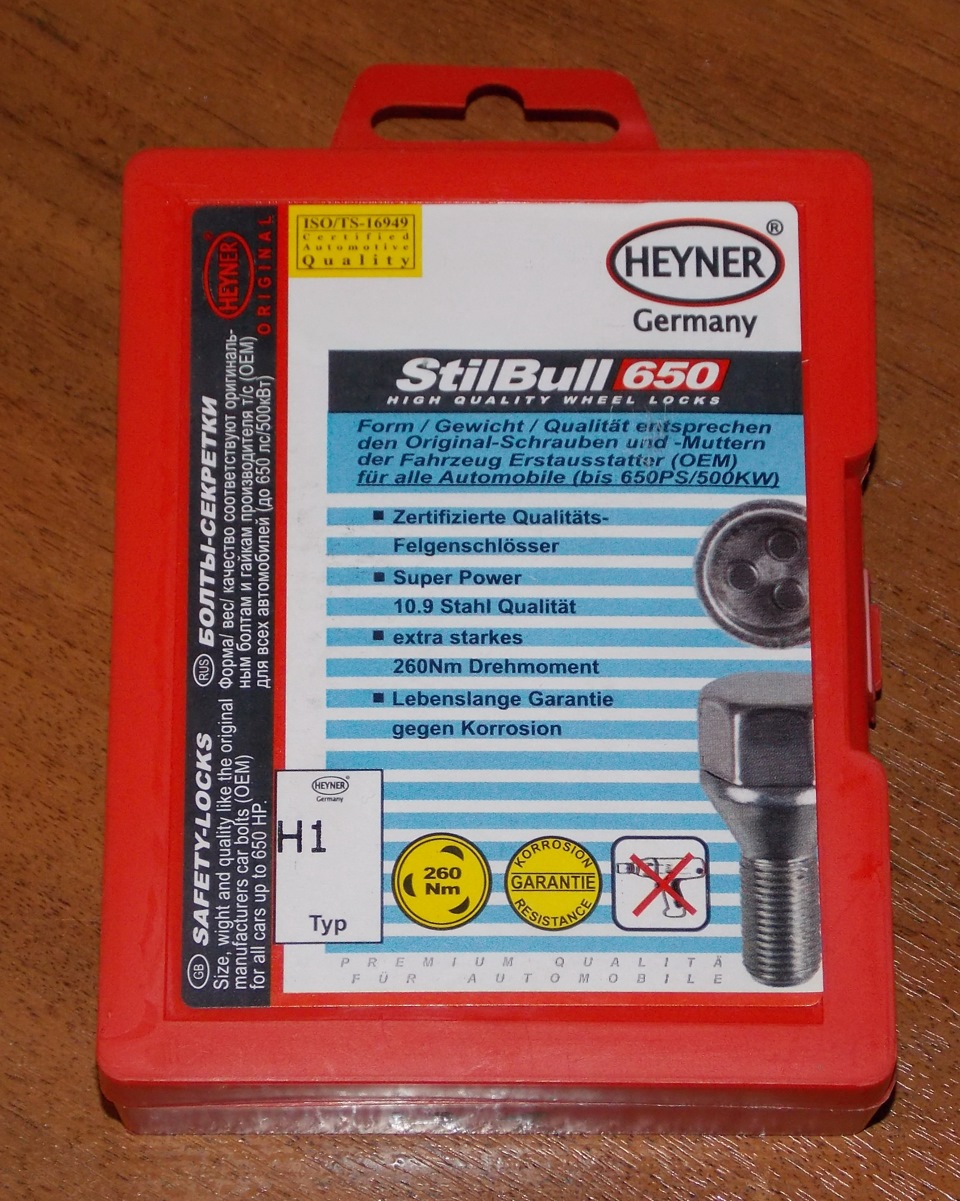 ISO/TS-16949
Certified
Automotive
Quality
HEYNER®
Germany
StilBull 650
HIGH QUALITY WHEEL LOCKS
Form / Gewicht / Qualität entsprechen
den Original-Schrauben und -Muttern
der Fahrzeug Erstausstatter (OEM)
für alle Automobile (bis 650PS/500KW)
■ Zertifizierte Qualitäts-
Felgenschlösser
■ Super Power
10.9 Stahl Qualität
■ extra starkes
260Nm Drehmoment
■ Lebenslange Garantie
gegen Korrosion
HEYNER®
Germany
H1
Typ
260
Nm
KORROSION
GARANTIE
RESISTANCE
PREMIUM QUALITÄ
FÜR AUTOMOBILE
HEYNER®
ORIGINAL
RUS БОЛТЫ-СЕКРЕТКИ
Форма/ вес/ качество соответствуют оригиналь-
ным болтам и гайкам производителя т/с (OEM)
для всех автомобилей (до 650 лс/500кВт)
GB SAFETY-LOCKS
Size, wight and quality like the original
manufacturers car bolts (OEM)
for all cars up to 650 HP.